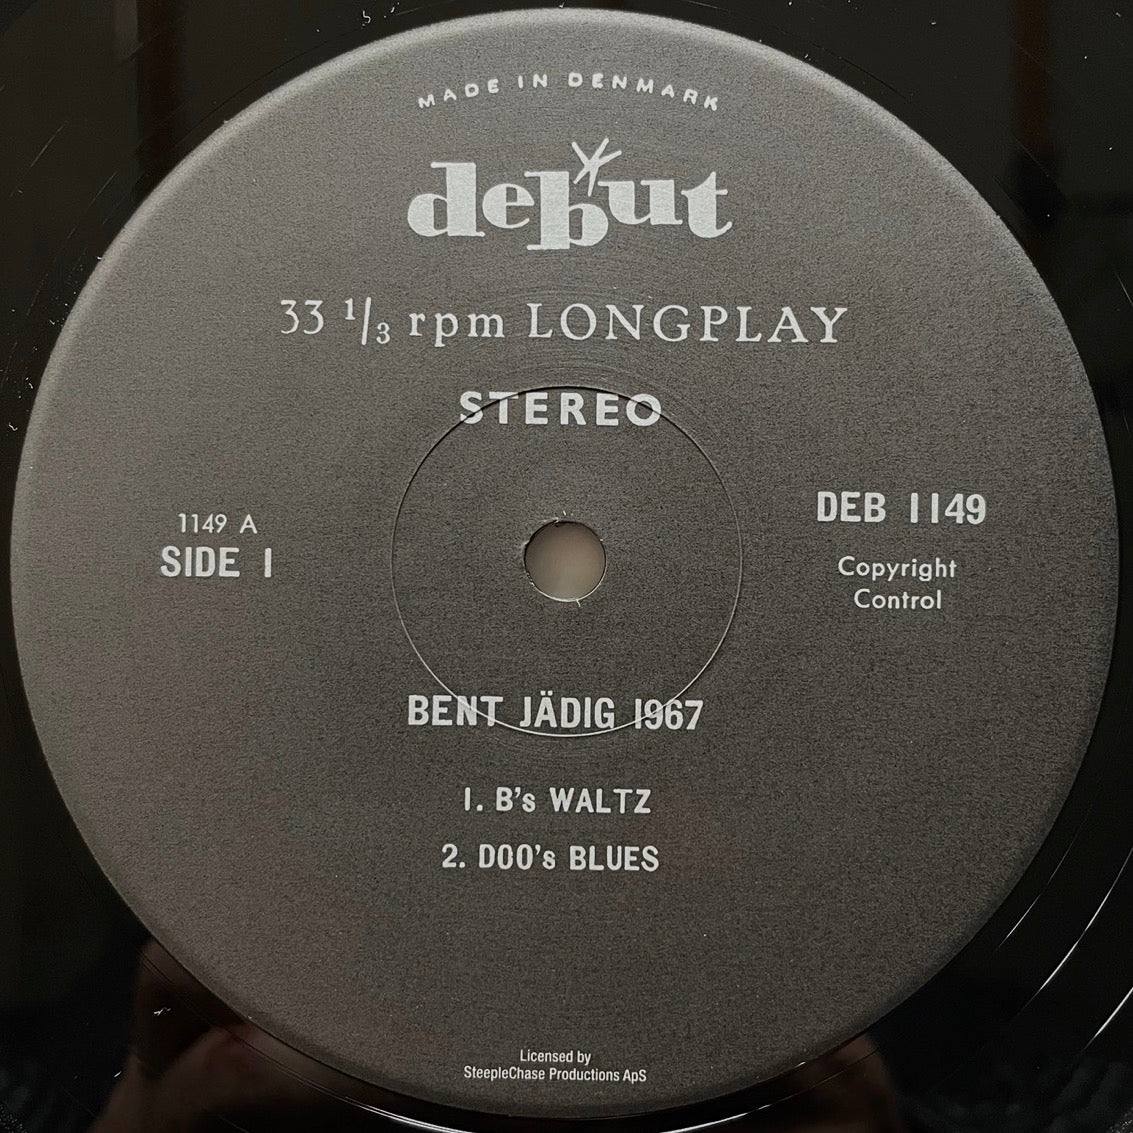 MADE IN DENMARK
debut
33 1/3 rpm LONGPLAY
STEREO
1149 A
SIDE 1
DEB 1149
Copyright
Control
BENT JÄDIG 1967
1. B's WALTZ
2. DOO's BLUES
Licensed by
SteepleChase Productions ApS